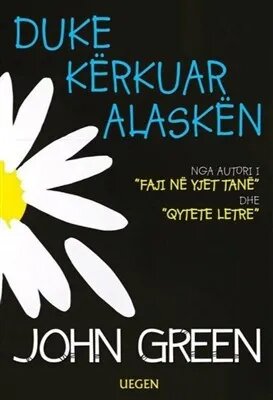 DUKE
KËRKUAR
ALASKËN
NGA AUTORI I
"FAJI NË YJET TANË"
DHE
"QYTETE LETRE"
JOHN GREEN
UEGEN